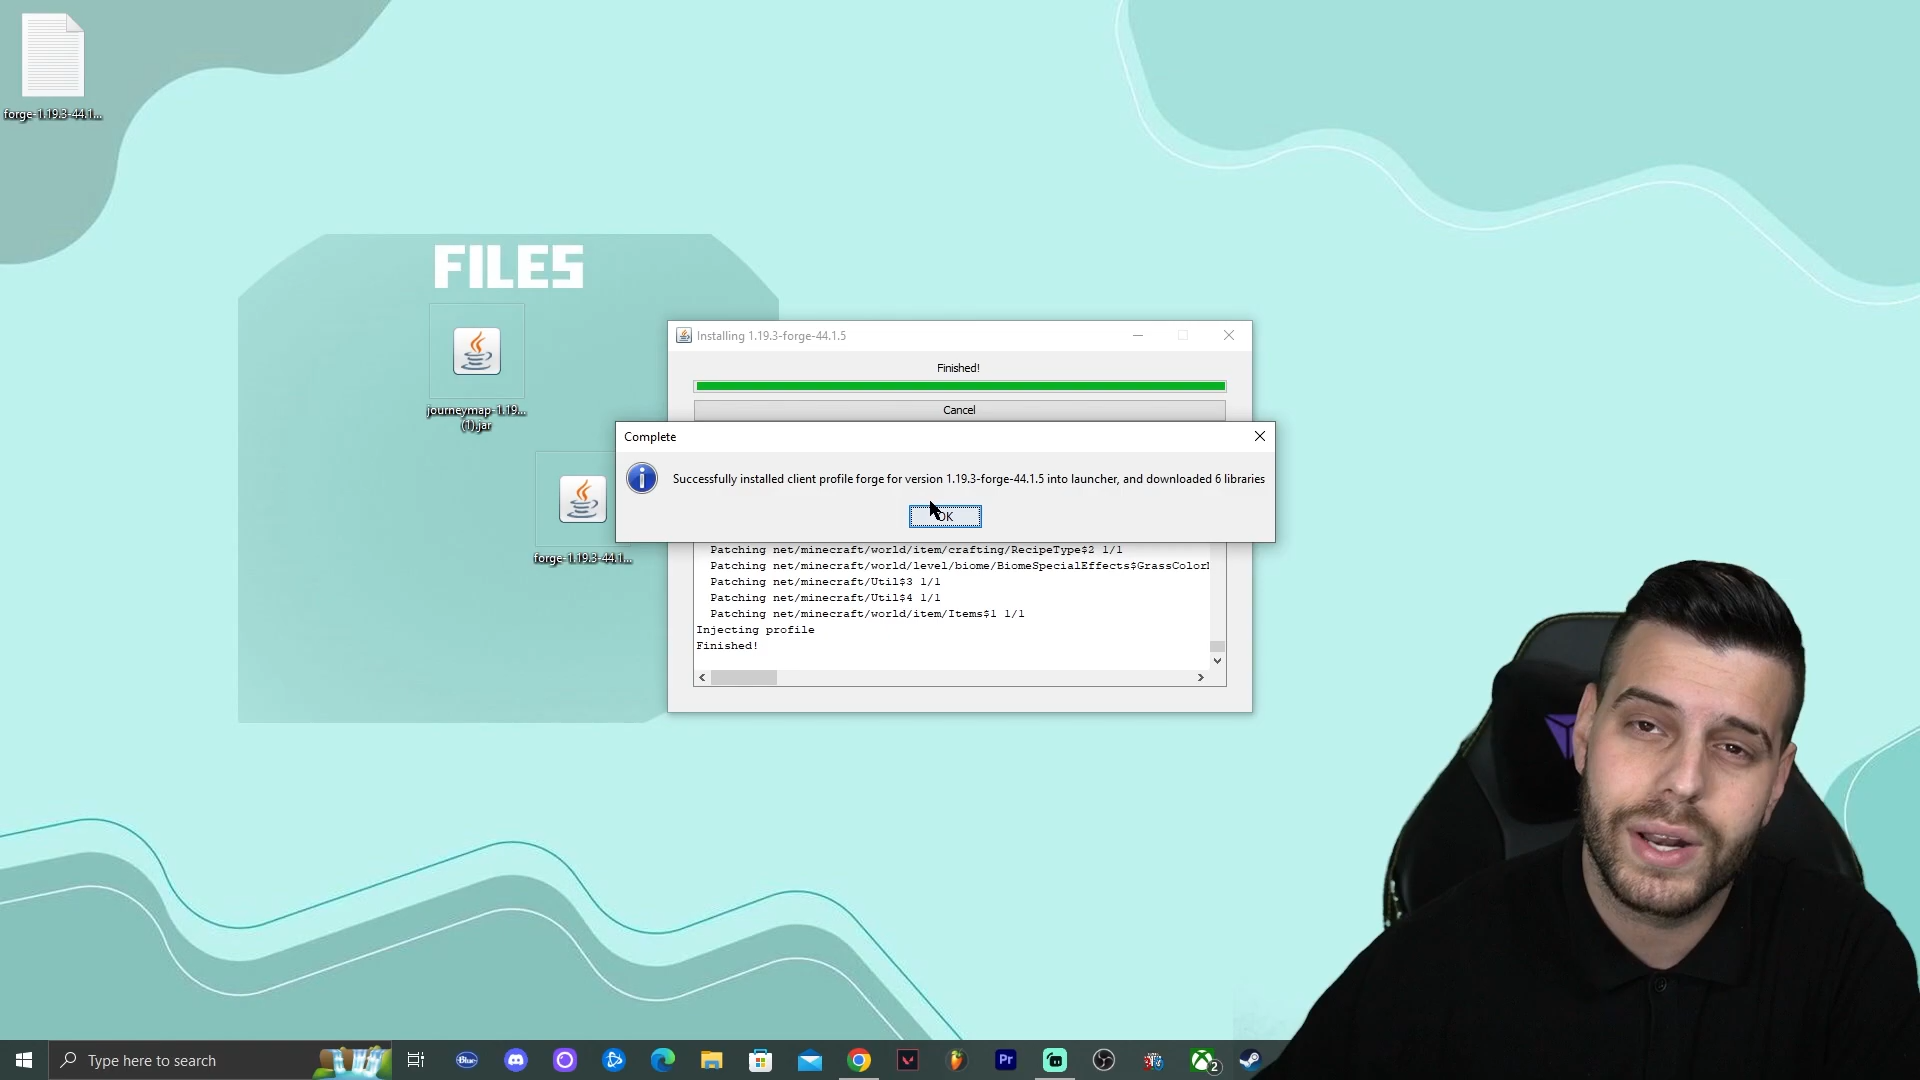 forge-1.19.3-44.1...
FILES
journeymap-1.19...
(1).jar
forge-1.19.3-44.1...
Installing 1.19.3-forge-44.1.5
Finished!
Cancel
Complete
Successfully installed client profile forge for version 1.19.3-forge-44.1.5 into launcher, and downloaded 6 libraries
OK
Patching net/minecraft/world/item/crafting/RecipeType$2 1/1
Patching net/minecraft/world/level/biome/BiomeSpecialEffects$GrassColor
Patching net/minecraft/Util$3 1/1
Patching net/minecraft/Util$4 1/1
Patching net/minecraft/world/item/Items$1 1/1
Injecting profile
Finished!
Type here to search
Blue
Pr
2